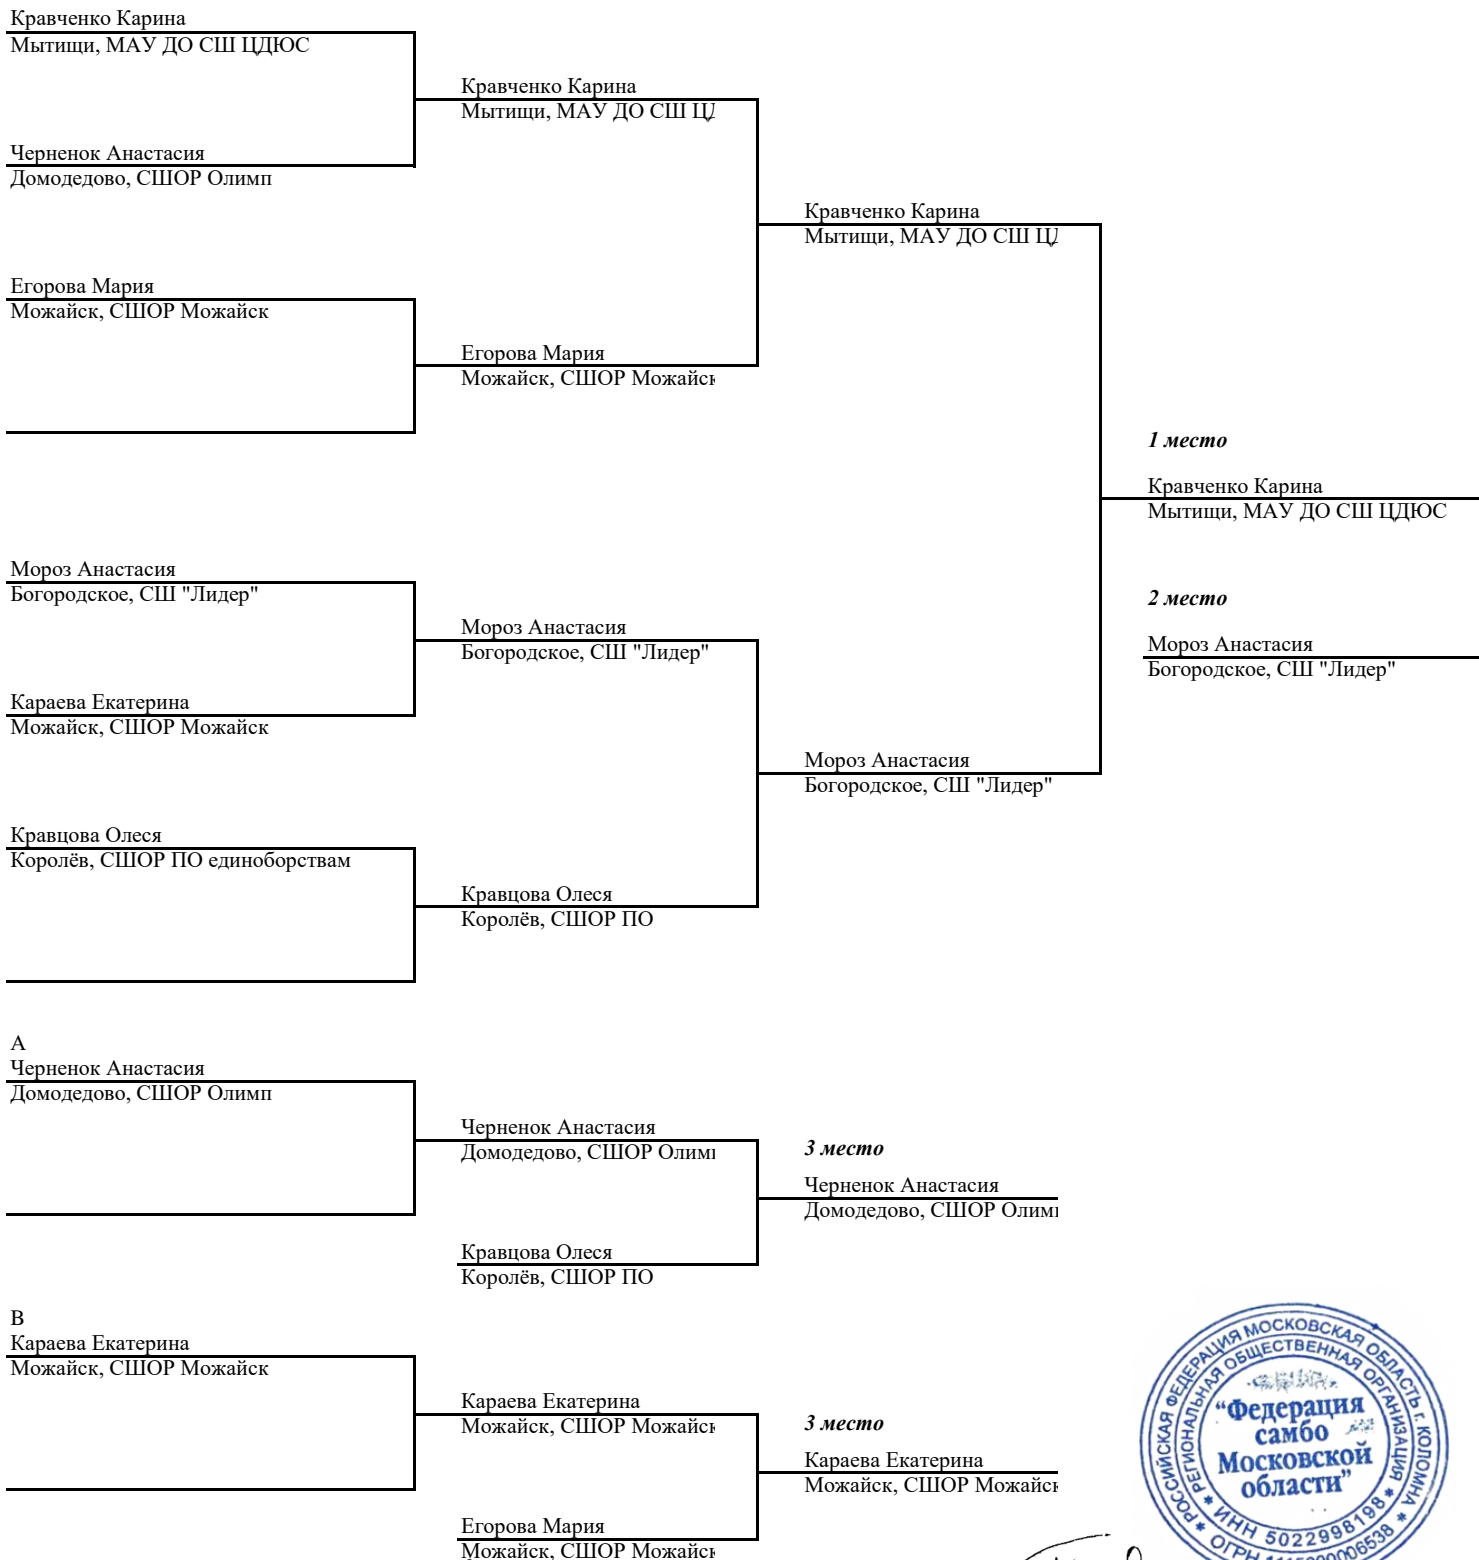 Кравченко Карина
Мытищи, МАУ ДО СШ ЦДЮС
Кравченко Карина
Мытищи, МАУ ДО СШ
Черненок Анастасия
Домодедово, СШОР Олимп
Кравченко Карина
Мытищи, МАУ ДО СШ
Егорова Мария
Можайск, СШОР Можайск
Егорова Мария
Можайск, СШОР Можайск
1 место
Кравченко Карина
Мытищи, МАУ ДО СШ ЦДЮС
Мороз Анастасия
Богородское, СШ "Лидер"
2 место
Мороз Анастасия
Богородское, СШ "Лидер"
Мороз Анастасия
Богородское, СШ "Лидер"
Караева Екатерина
Можайск, СШОР Можайск
Мороз Анастасия
Богородское, СШ "Лидер"
Кравцова Олеся
Королёв, СШОР ПО единоборствам
Кравцова Олеся
Королёв, СШОР ПО
А
Черненок Анастасия
Домодедово, СШОР Олимп
Черненок Анастасия
Домодедово, СШОР
3 место
Черненок Анастасия
Домодедово, СШОР
Кравцова Олеся
Королёв, СШОР ПО
В
Караева Екатерина
Можайск, СШОР Можайск
Караева Екатерина
Можайск, СШОР Можайск
3 место
Караева Екатерина
Можайск, СШОР Можайск
Егорова Мария
Можайск, СШОР Можайск
РОССИЙСКАЯ ФЕДЕРАЦИЯ МОСКОВСКАЯ ОБЛАСТЬ г. КОЛОМНА
РЕГИОНАЛЬНАЯ ОБЩЕСТВЕННАЯ ОРГАНИЗАЦИЯ
"Федерация
самбо
Московской
области"
ИНН 5022998198
ОГРН